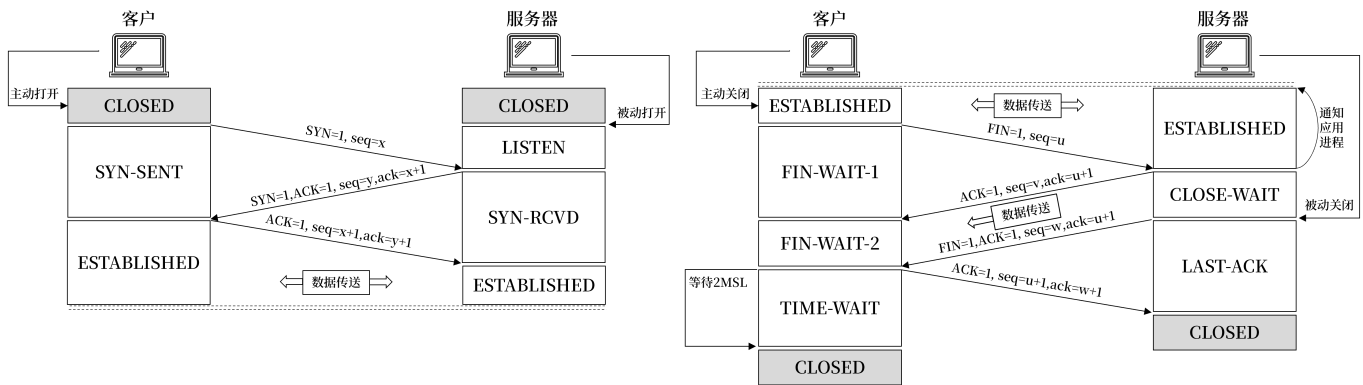 客户
服务器
主动打开
CLOSED
CLOSED
被动打开
SYN=1, seq=x
LISTEN
SYN-SENT
SYN=1,ACK=1, seq=y,ack=x+1
SYN-RCVD
ACK=1, seq=x+1,ack=y+1
ESTABLISHED
数据传送
ESTABLISHED
客户
服务器
主动关闭
ESTABLISHED
数据传送
通知
应用
进程
ESTABLISHED
FIN=1, seq=u
FIN-WAIT-1
ACK=1, seq=v,ack=u+1
CLOSE-WAIT
被动关闭
数据传送
FIN=1,ACK=1, seq=w,ack=u+1
FIN-WAIT-2
LAST-ACK
ACK=1, seq=u+1,ack=w+1
等待2MSL
TIME-WAIT
CLOSED
CLOSED